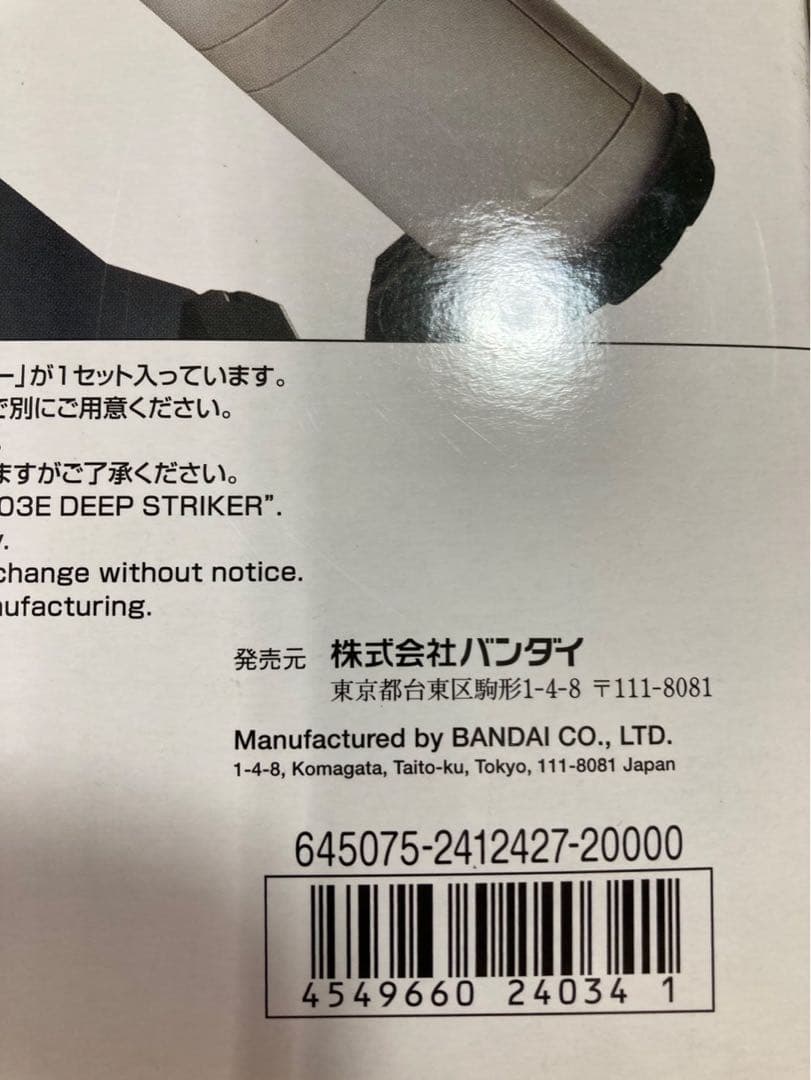 ー」が1セット入っています。
別にご用意ください。
ますがご了承ください。
03E DEEP STRIKER”.
change without notice.
ufacturing.
発売元 株式会社バンダイ
東京都台東区駒形1-4-8 〒111-8081
Manufactured by BANDAI CO., LTD.
1-4-8, Komagata, Taito-ku, Tokyo, 111-8081 Japan
645075-2412427-20000
4549660 24034 1